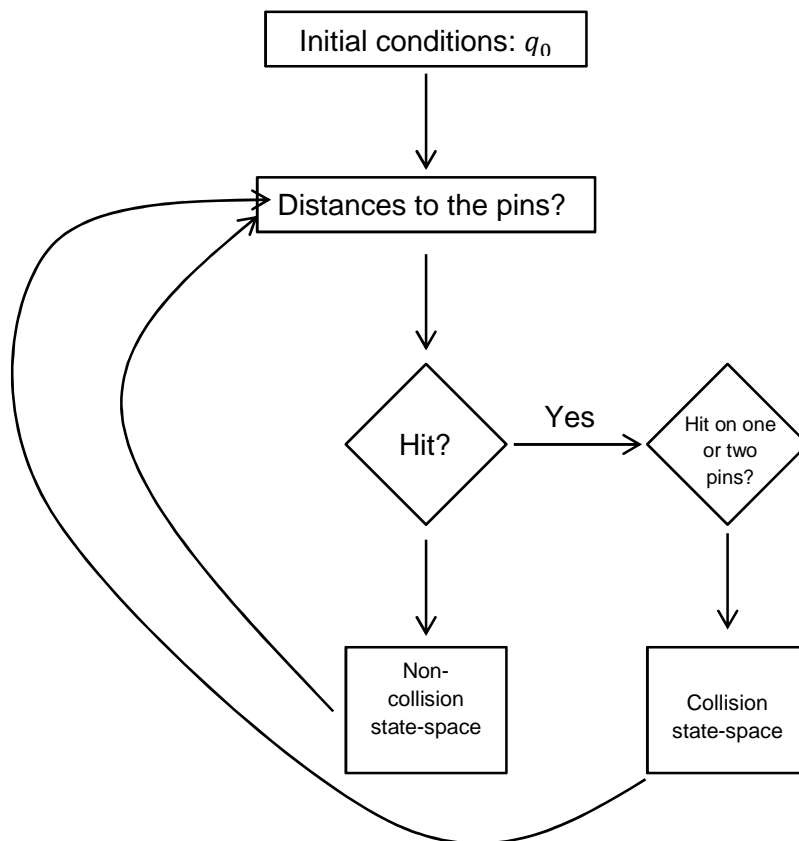 Initial conditions: q₀
Distances to the pins?
Hit?
Yes
Hit on one
or two
pins?
Non-
collision
state-space
Collision
state-space